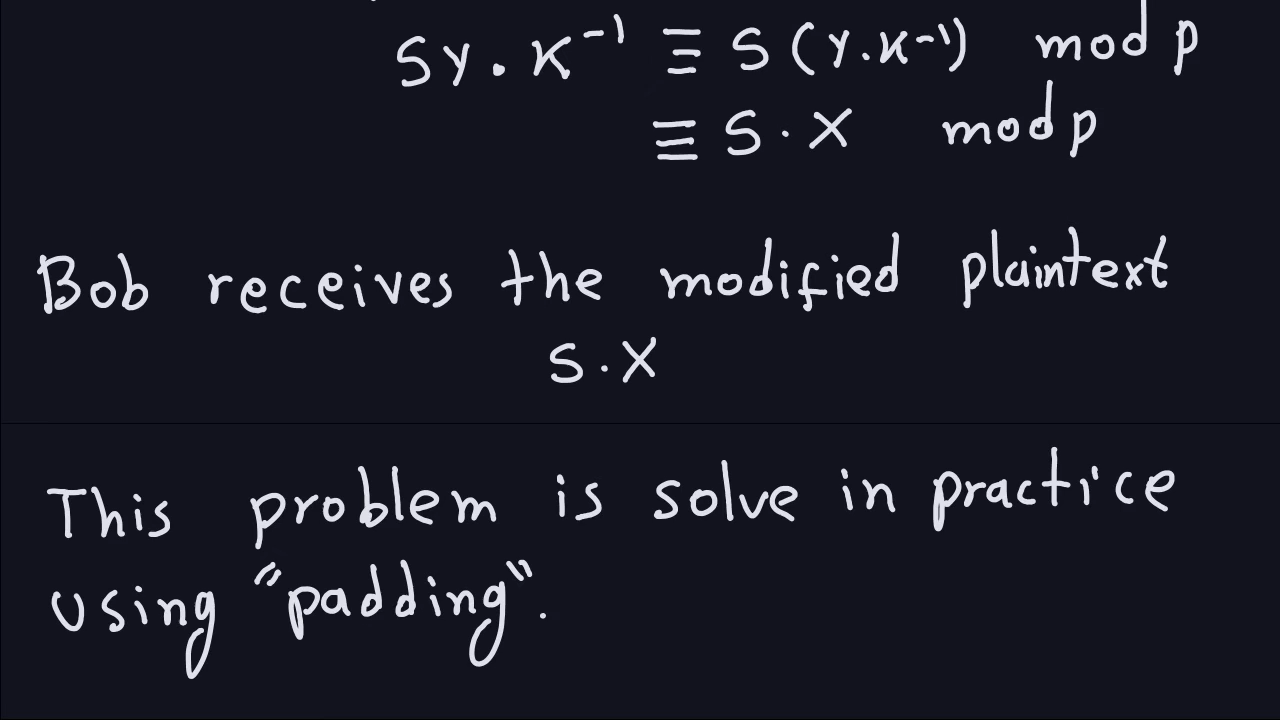 Sy . K⁻¹ ≡ S (y . K⁻¹) mod p
≡ S · X mod p
Bob receives the modified plaintext
S · X
This problem is solve in practice
using "padding".